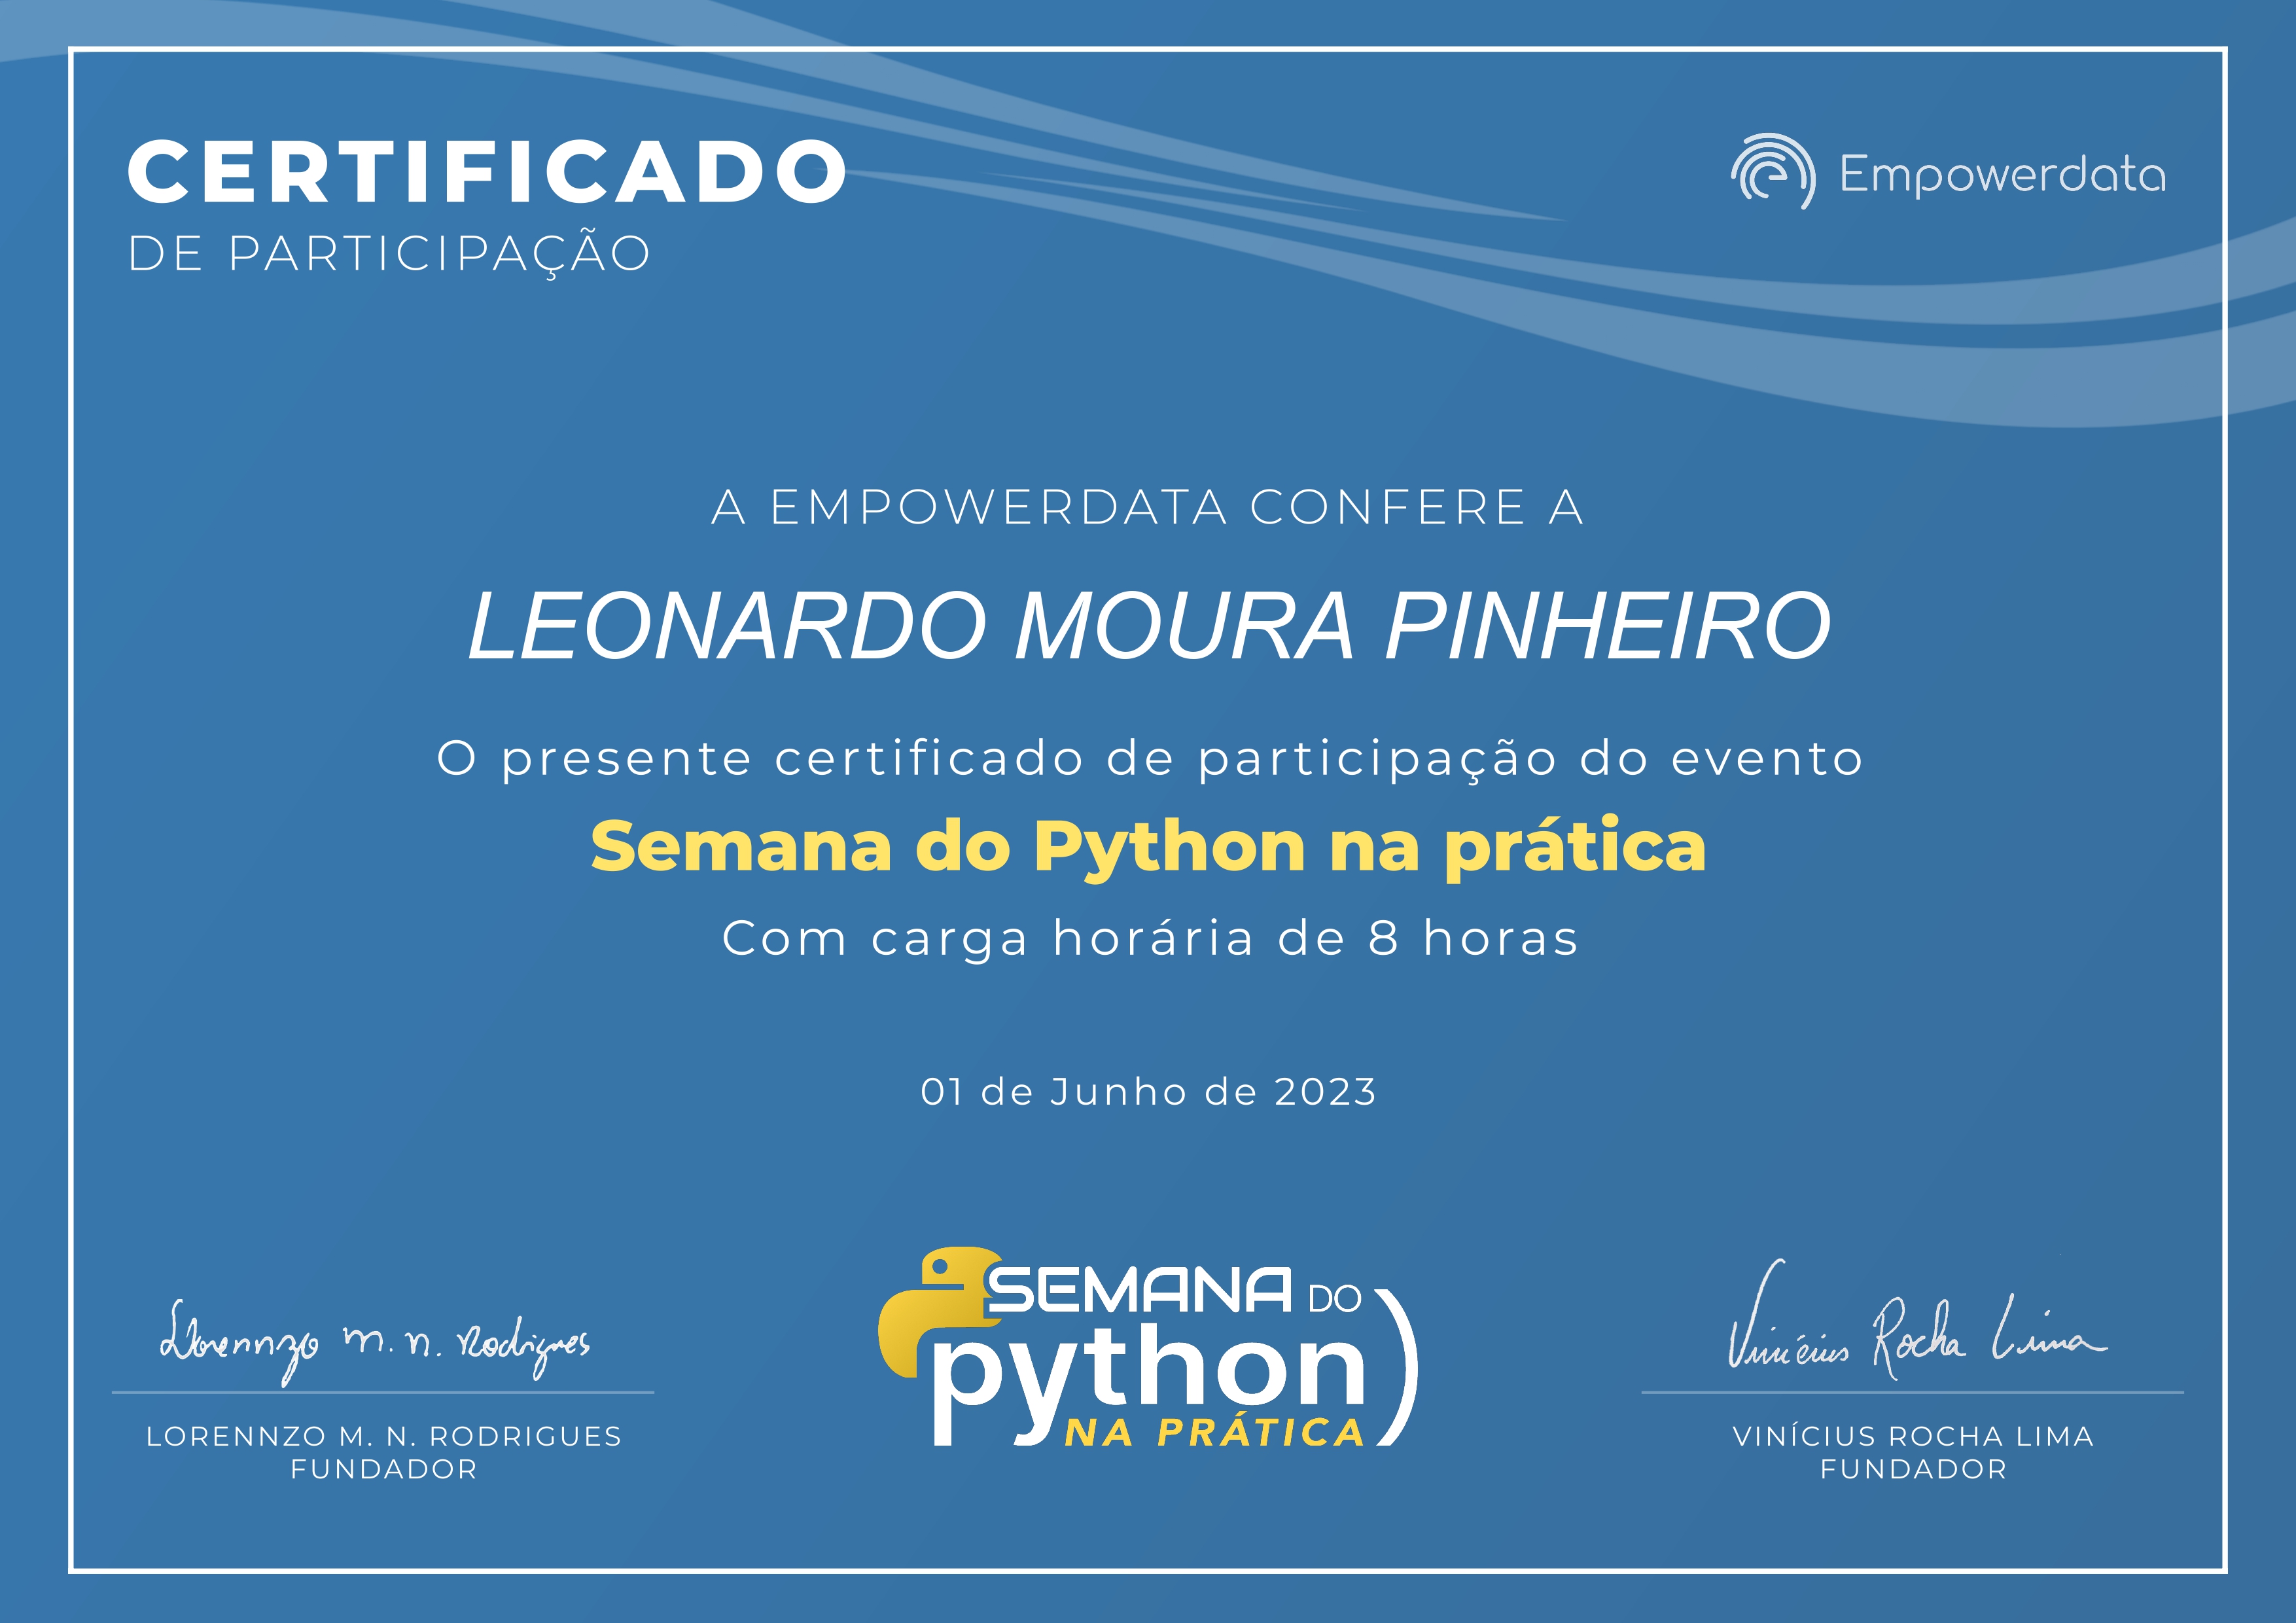 CERTIFICADO
DE PARTICIPAÇÃO
Empowerdata
A EMPOWERDATA CONFERE A
LEONARDO MOURA PINHEIRO
O presente certificado de participação do evento
Semana do Python na prática
Com carga horária de 8 horas
01 de Junho de 2023
Lorennzo M. N. Rodrigues
LORENNZO M. N. RODRIGUES
FUNDADOR
SEMANA DO
python)
NA PRÁTICA
Vinícius Rocha Lima
VINÍCIUS ROCHA LIMA
FUNDADOR